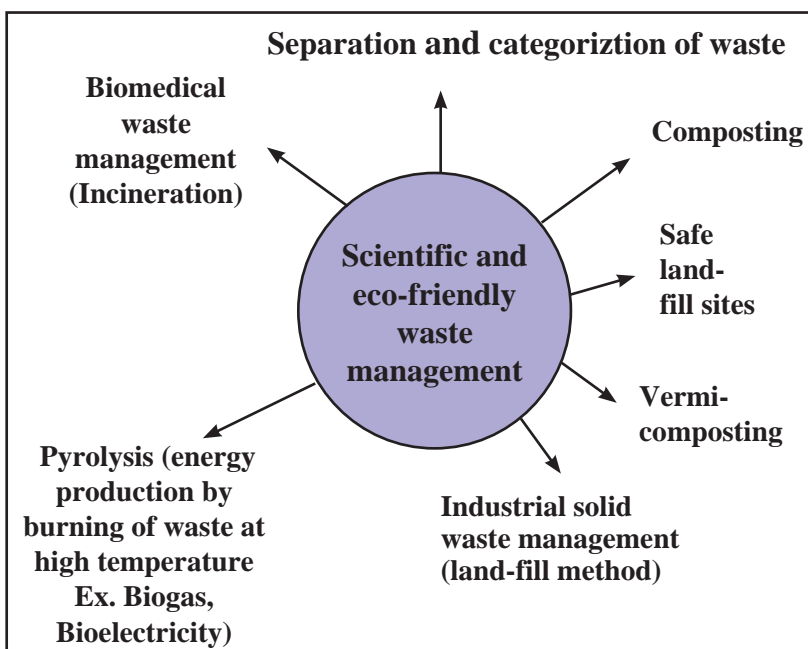 Separation and categoriztion of waste
Biomedical
waste
management
(Incineration)
Composting
Safe
land-
fill sites
Scientific and
eco-friendly
waste
management
Vermi-
composting
Pyrolysis (energy
production by
burning of waste at
high temperature
Ex. Biogas,
Bioelectricity)
Industrial solid
waste management
(land-fill method)